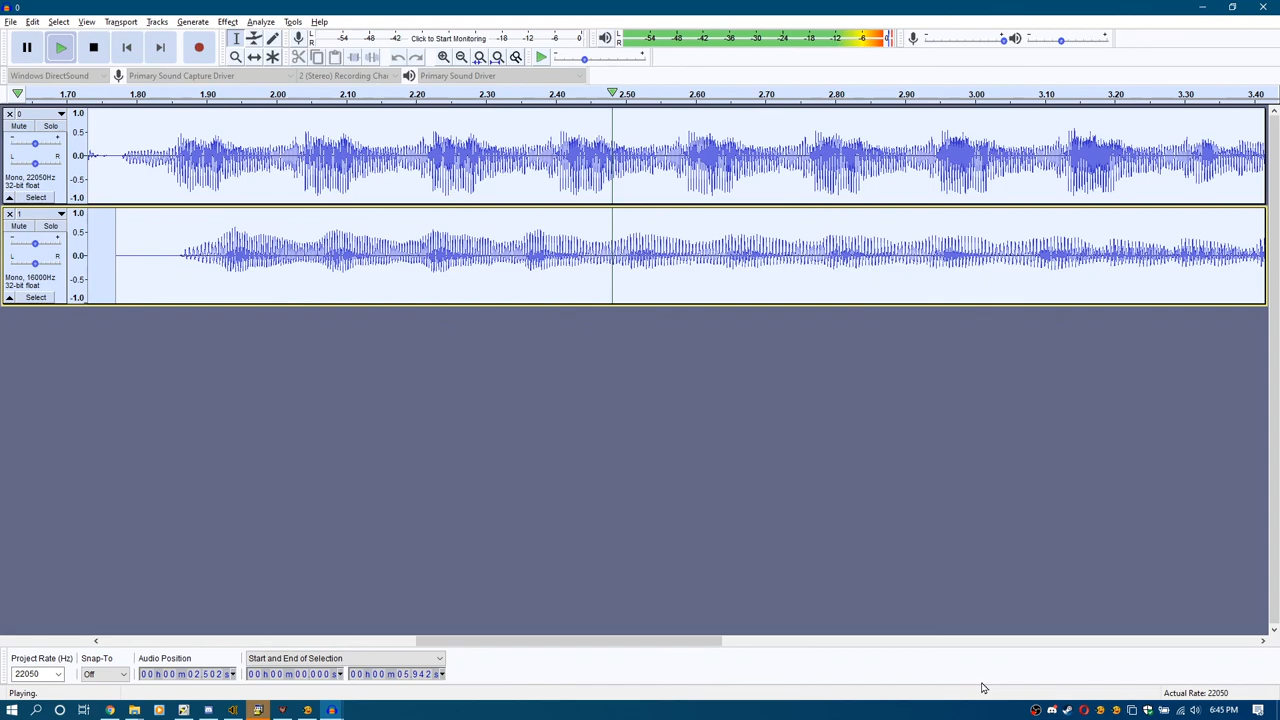 0
File Edit Select View Transport Tracks Generate Effect Analyze Tools Help
L R -54 -48 -42 Click to Start Monitoring -18 -12 -6 0 L R -54 -48 -42 -36 -30 -24 -18 -12 -6 0
Windows DirectSound Primary Sound Capture Driver 2 (Stereo) Recording Chai Primary Sound Driver
1.70 1.80 1.90 2.00 2.10 2.20 2.30 2.40 2.50 2.60 2.70 2.80 2.90 3.00 3.10 3.20 3.30 3.40
0 1.0
Mute Solo 0.5
- +
L R 0.0
Mono, 22050Hz -0.5
32-bit float
Select -1.0
1 1.0
Mute Solo 0.5
- +
L R 0.0
Mono, 16000Hz -0.5
32-bit float
Select -1.0
Project Rate (Hz) Snap-To Audio Position Start and End of Selection
22050 Off 00 h 00 m 02.502 s 00 h 00 m 00.000 s 00 h 00 m 05.942 s
Playing. Actual Rate: 22050
6:45 PM